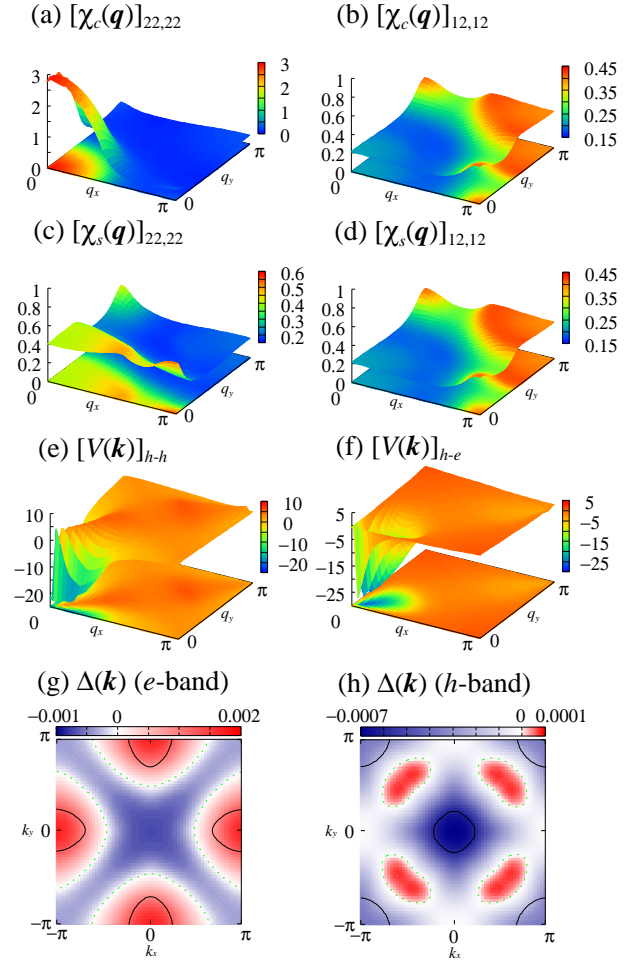 (a) [χc(q)]22,22
(b) [χc(q)]12,12
3
2
1
0
0
qx
π
0
qy
π
3
2
1
0
1
0.8
0.6
0.4
0.2
0
0
qx
π
0
qy
π
0.45
0.35
0.25
0.15
(c) [χs(q)]22,22
(d) [χs(q)]12,12
1
0.8
0.6
0.4
0.2
0
0
qx
π
0
qy
π
0.6
0.5
0.4
0.3
0.2
1
0.8
0.6
0.4
0.2
0
0
qx
π
0
qy
π
0.45
0.35
0.25
0.15
(e) [V(k)]h-h
(f) [V(k)]h-e
10
0
−10
−20
0
qx
π
0
qy
π
10
0
−10
−20
5
−5
−15
−25
0
qx
π
0
qy
π
5
−5
−15
−25
(g) Δ(k) (e-band)
(h) Δ(k) (h-band)
−0.001 0 0.002
π
ky 0
−π
−π 0 π
kx
−0.0007 0 0.0001
π
ky 0
−π
−π 0 π
kx